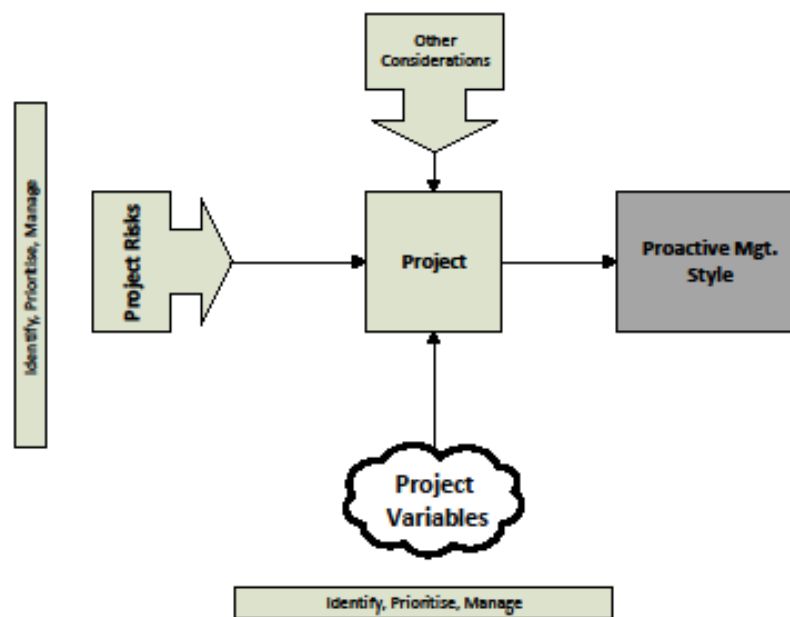 Other
Considerations
Identify, Prioritise, Manage
Project Risks
Project
Proactive Mgt.
Style
Project
Variables
Identify, Prioritise, Manage